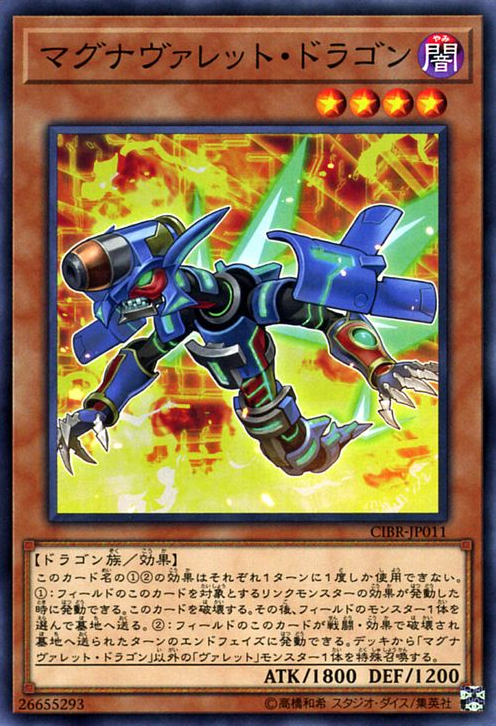 マグナヴァレット・ドラゴン
闇
CIBR-JP011
【ドラゴン族／効果】
このカード名の①②の効果はそれぞれ１ターンに１度しか使用できない。
①：フィールドのこのカードを対象とするリンクモンスターの効果が発動した
時に発動できる。このカードを破壊する。その後、フィールドのモンスター１体を
選んで墓地へ送る。②：フィールドのこのカードが戦闘・効果で破壊され
墓地へ送られたターンのエンドフェイズに発動できる。デッキから「マグナ
ヴァレット・ドラゴン」以外の「ヴァレット」モンスター１体を特殊召喚する。
ATK/1800 DEF/1200
26655293
©高橋和希 スタジオ・ダイス/集英社